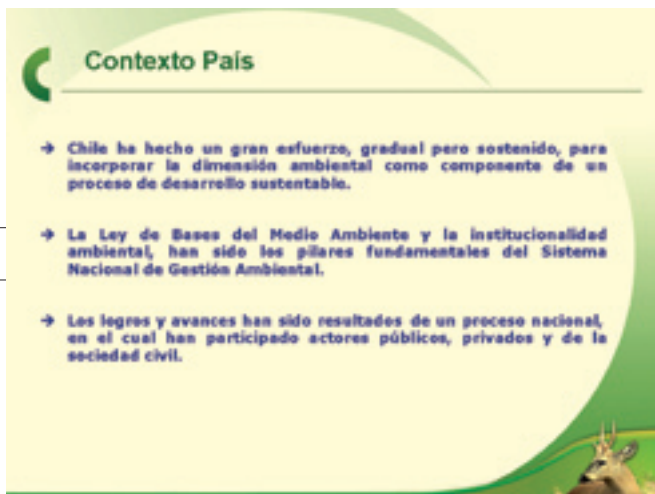 Contexto País
→ Chile ha hecho un gran esfuerzo, gradual pero sostenido, para
incorporar la dimensión ambiental como componente de un
proceso de desarrollo sustentable.
→ La Ley de Bases del Medio Ambiente y la institucionalidad
ambiental, han sido los pilares fundamentales del Sistema
Nacional de Gestión Ambiental.
→ Los logros y avances han sido resultados de un proceso nacional,
en el cual han participado actores públicos, privados y de la
sociedad civil.